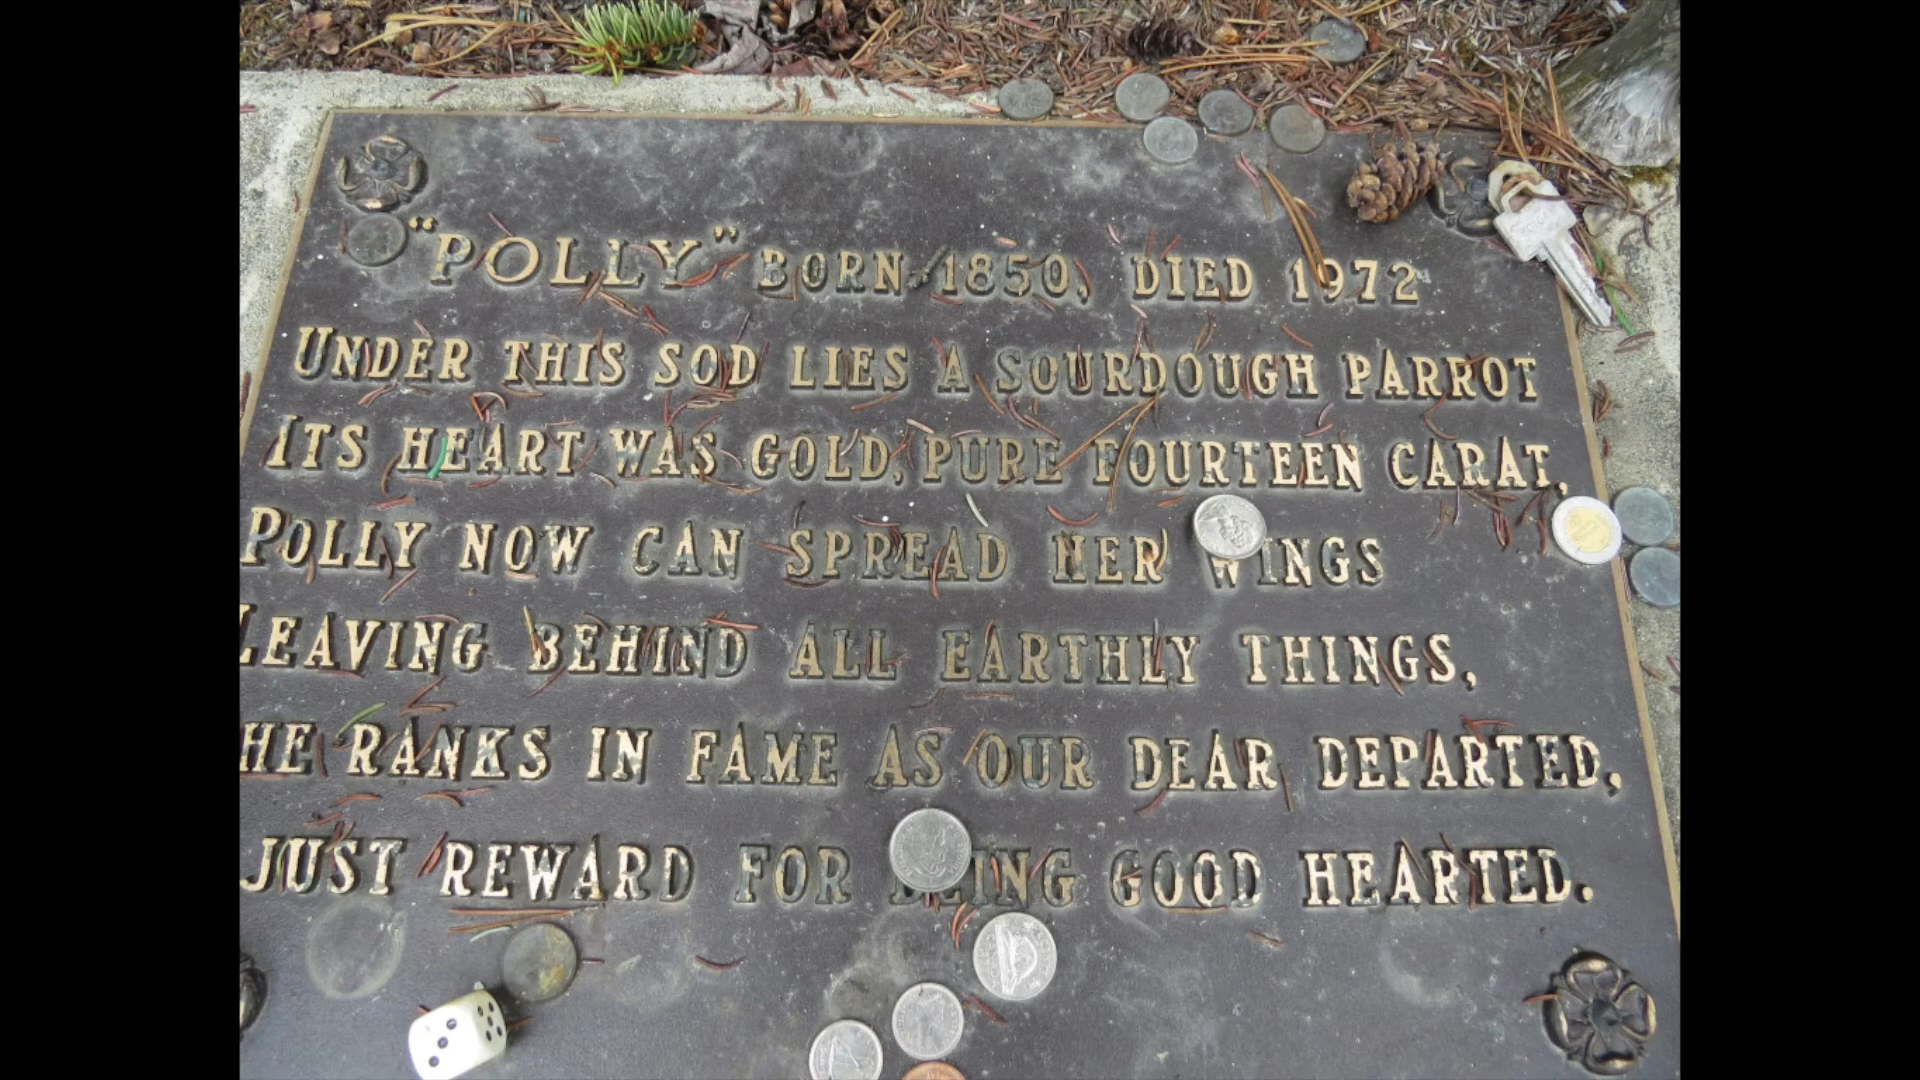 "POLLY" BORN 1850, DIED 1972
UNDER THIS SOD LIES A SOURDOUGH PARROT
ITS HEART WAS GOLD, PURE FOURTEEN CARAT,
POLLY NOW CAN SPREAD HER WINGS
LEAVING BEHIND ALL EARTHLY THINGS,
HE RANKS IN FAME AS OUR DEAR DEPARTED,
JUST REWARD FOR BEING GOOD HEARTED.